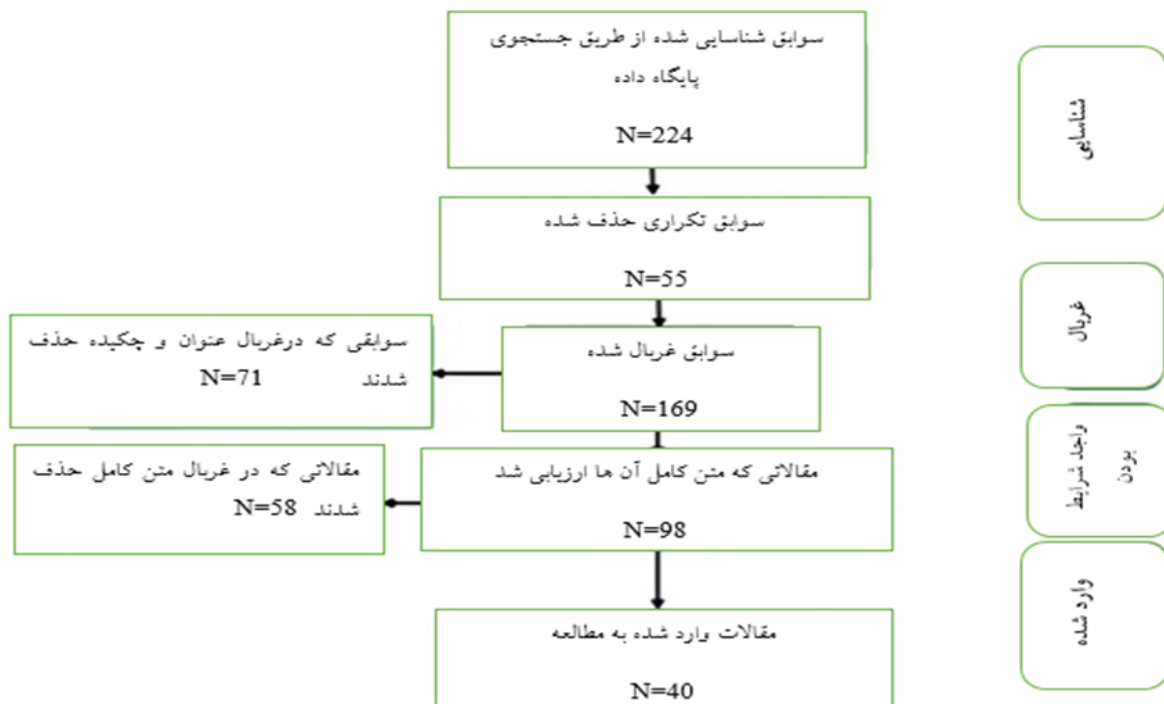 سوابق شناسایی شده از طریق جستجوی
پایگاه داده
N=224
شناسایی
سوابق تکراری حذف شده
N=55
غربال
سوابق غربال شده
N=169
سوابقی که درغربال عنوان و چکیده حذف
شدند N=71
واجد شرایط
بودن
مقالاتی که متن کامل آن ها ارزیابی شد
N=98
مقالاتی که در غربال متن کامل حذف
شدند N=58
وارد شده
مقالات وارد شده به مطالعه
N=40